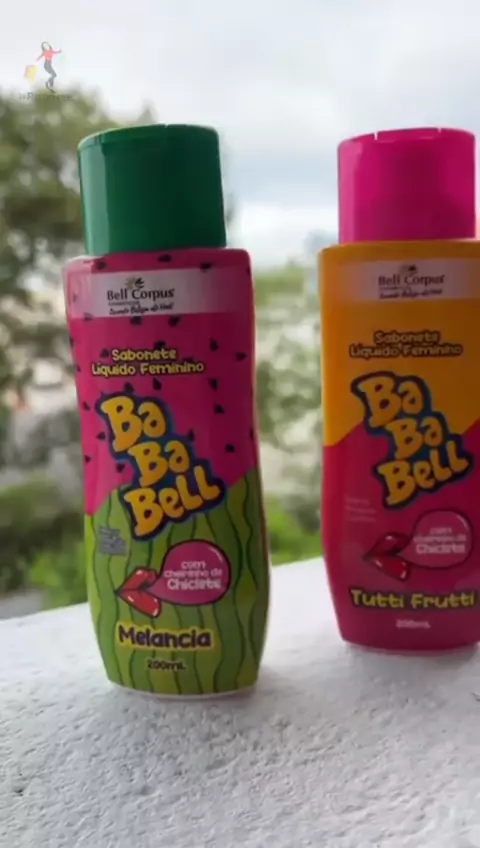 Bell Corpus
Sabonete
Líquido Feminino
Ba
Ba
Bell
com
cheirinho de
Chiclete
Melancia
200mL
Bell Corpus
Sabonete
Líquido Feminino
Ba
Ba
Bell
com
cheirinho de
Chiclete
Tutti Frutti
200mL